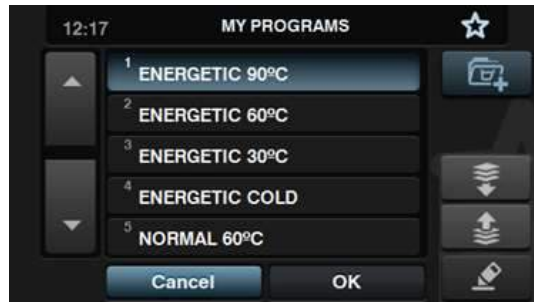 12:17 MY PROGRAMS
1 ENERGETIC 90ºC
2 ENERGETIC 60ºC
3 ENERGETIC 30ºC
4 ENERGETIC COLD
5 NORMAL 60ºC
Cancel OK